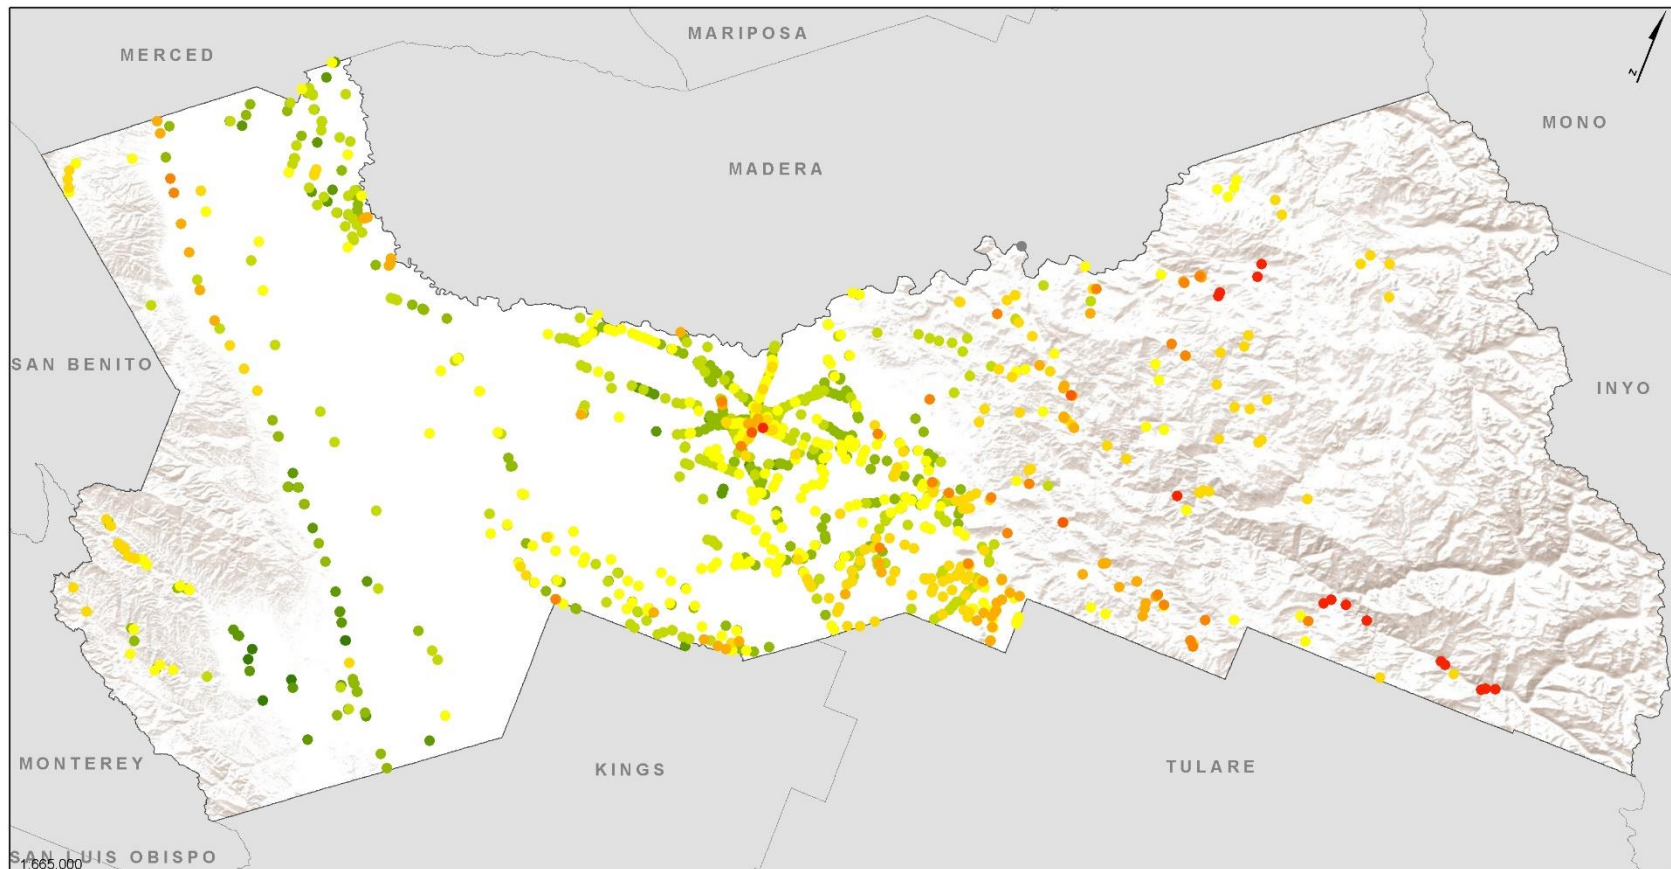 MARIPOSA
MERCED
N
MONO
MADERA
SAN BENITO
INYO
MONTEREY
KINGS
TULARE
SAN LUIS OBISPO
1:665,000